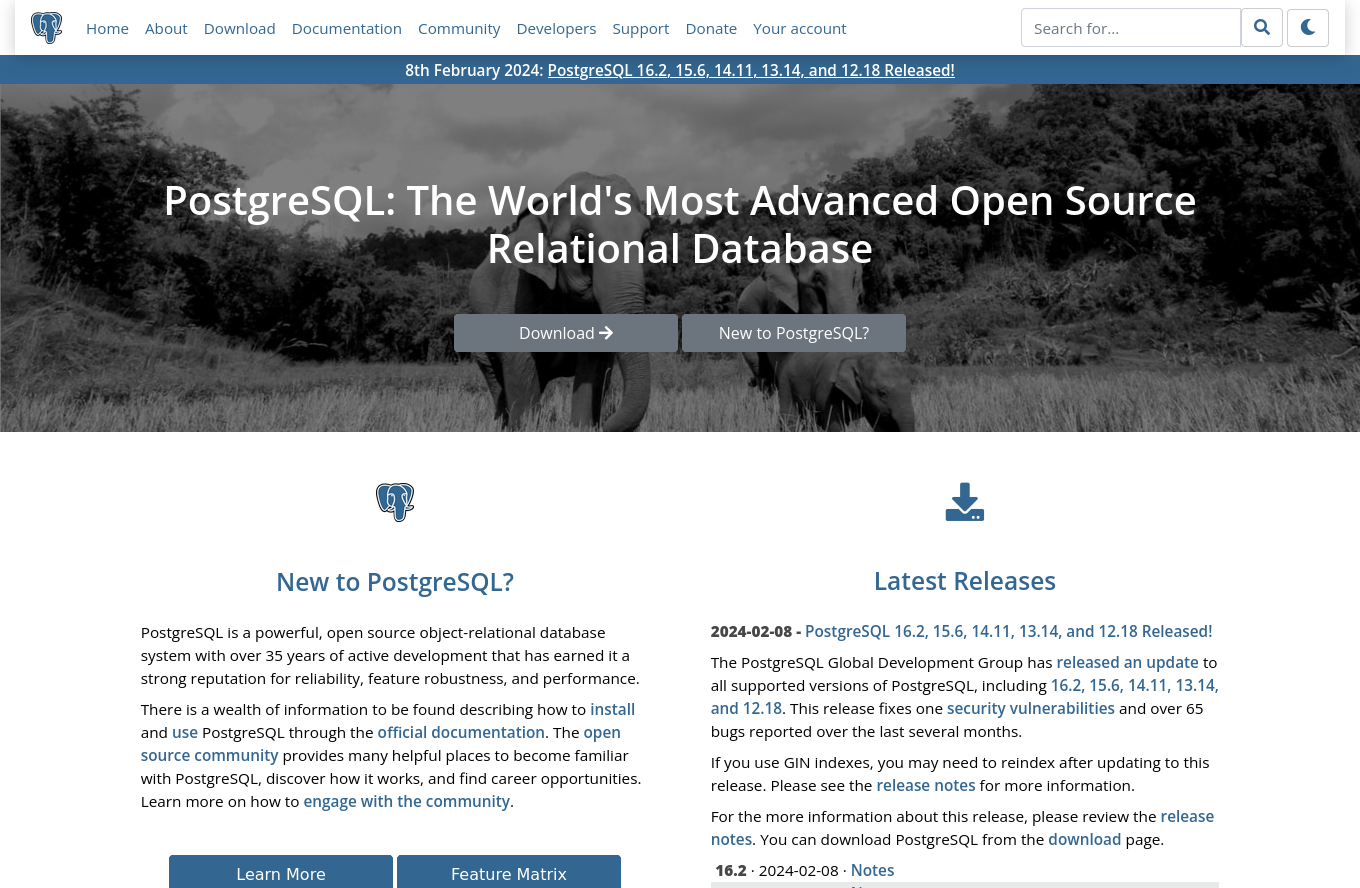 Home About Download Documentation Community Developers Support Donate Your account Search for...
8th February 2024: PostgreSQL 16.2, 15.6, 14.11, 13.14, and 12.18 Released!
PostgreSQL: The World's Most Advanced Open Source
Relational Database
Download New to PostgreSQL?
New to PostgreSQL?
PostgreSQL is a powerful, open source object-relational database
system with over 35 years of active development that has earned it a
strong reputation for reliability, feature robustness, and performance.
There is a wealth of information to be found describing how to install
and use PostgreSQL through the official documentation. The open
source community provides many helpful places to become familiar
with PostgreSQL, discover how it works, and find career opportunities.
Learn more on how to engage with the community.
Learn More Feature Matrix
Latest Releases
2024-02-08 - PostgreSQL 16.2, 15.6, 14.11, 13.14, and 12.18 Released!
The PostgreSQL Global Development Group has released an update to
all supported versions of PostgreSQL, including 16.2, 15.6, 14.11, 13.14,
and 12.18. This release fixes one security vulnerabilities and over 65
bugs reported over the last several months.
If you use GIN indexes, you may need to reindex after updating to this
release. Please see the release notes for more information.
For the more information about this release, please review the release
notes. You can download PostgreSQL from the download page.
16.2 · 2024-02-08 · Notes